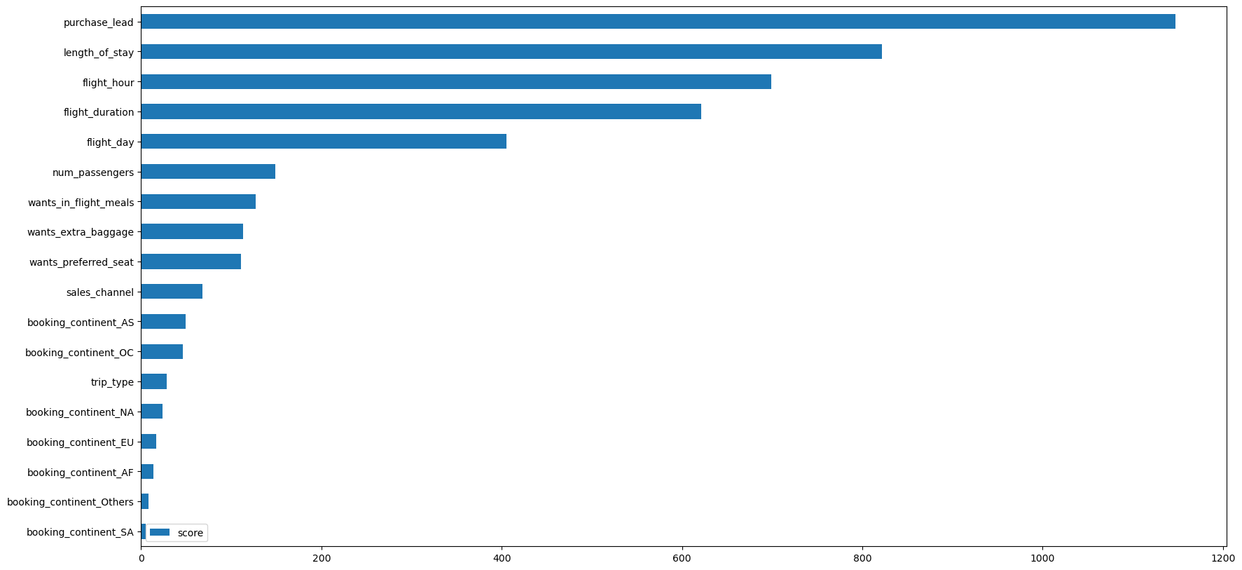 purchase_lead
length_of_stay
flight_hour
flight_duration
flight_day
num_passengers
wants_in_flight_meals
wants_extra_baggage
wants_preferred_seat
sales_channel
booking_continent_AS
booking_continent_OC
trip_type
booking_continent_NA
booking_continent_EU
booking_continent_AF
booking_continent_Others
booking_continent_SA
score
0 200 400 600 800 1000 1200